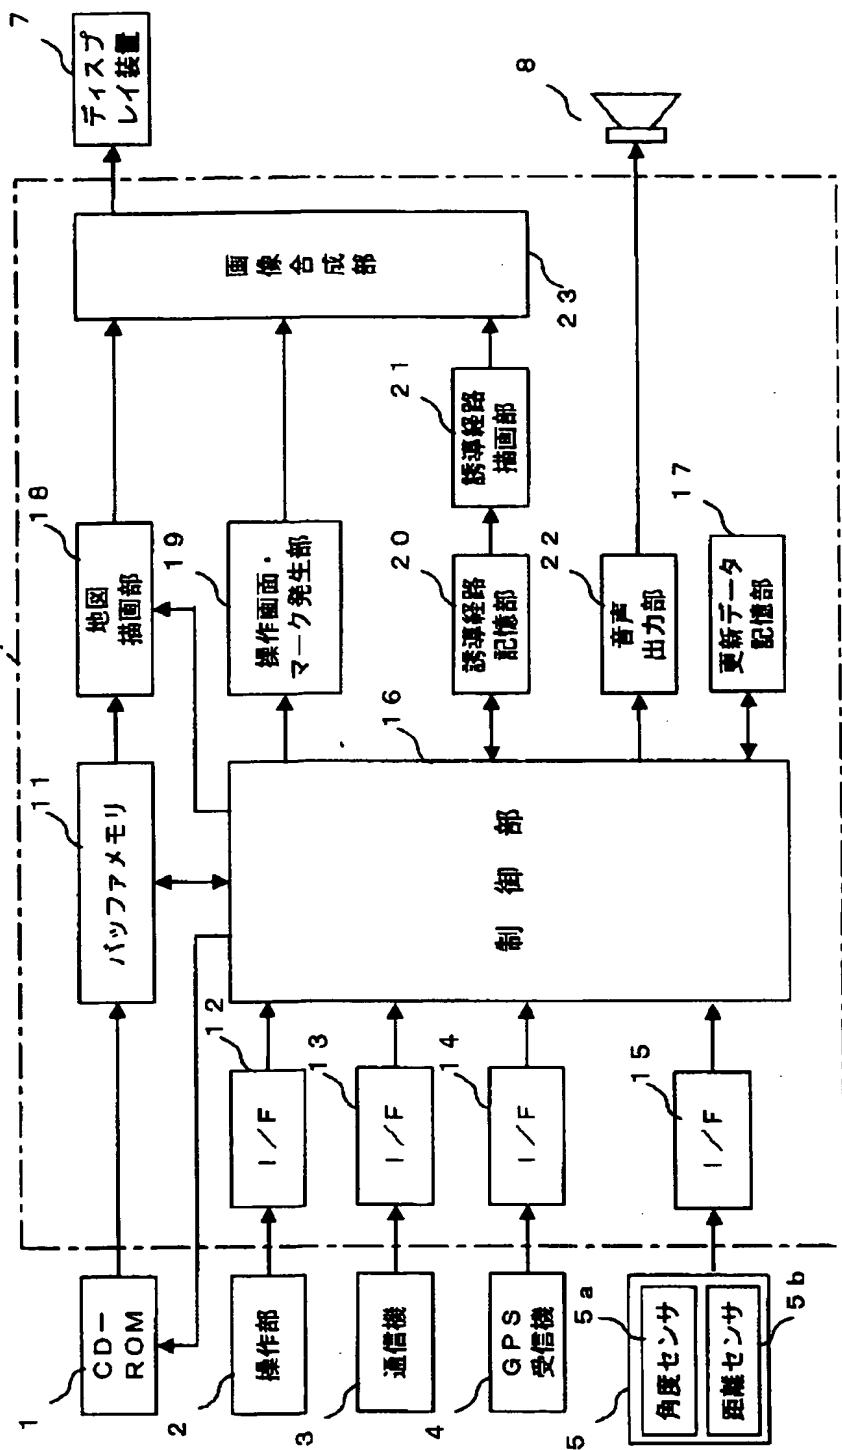 1
CD−
ROM
2
操作部
3
通信機
4
GPS
受信機
5
5a
角度センサ
距離センサ
5b
11
バッファメモリ
12
I/F
13
I/F
14
I/F
15
I/F
16
制御部
18
地図
描画部
19
操作画面・
マーク発生部
20
誘導経路
記憶部
21
誘導経路
描画部
22
音声
出力部
17
更新データ
記憶部
画像合成部
23
7
ディスプ
レイ装置
8